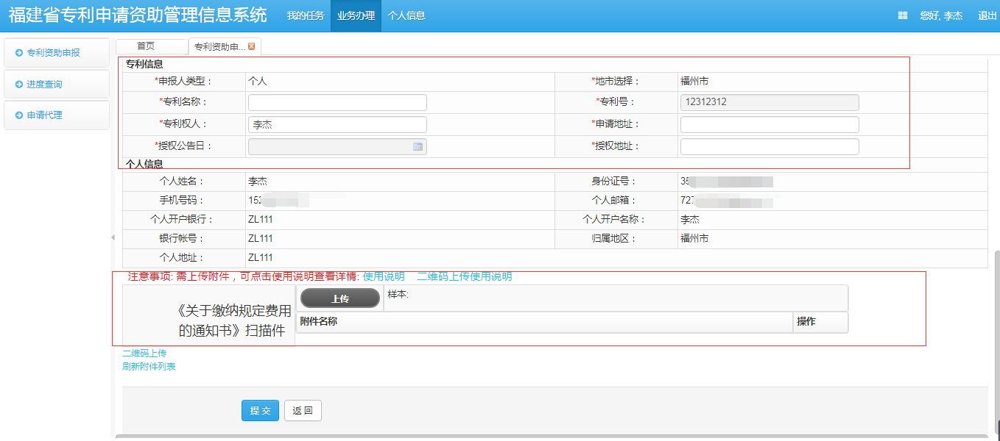 福建省专利申请资助管理信息系统 我的任务 业务办理 个人信息 您好, 李杰 退出
专利资助申报
进度查询
申请代理
首页 专利资助申...
专利信息
*申报人类型： 个人 *地市选择： 福州市
*专利名称： *专利号： 12312312
*专利权人： 李杰 *申请地址：
*授权公告日： *授权地址：
个人信息
个人姓名： 李杰 身份证号： 35
手机号码： 152 个人邮箱： 727
个人开户银行： ZL111 个人开户名称： 李杰
银行帐号： ZL111 归属地区： 福州市
个人地址： ZL111
注意事项: 需上传附件，可点击使用说明查看详情: 使用说明 二维码上传使用说明
《关于缴纳规定费用
的通知书》扫描件
上传 样本:
附件名称 操作
二维码上传
刷新附件列表
提 交 返 回